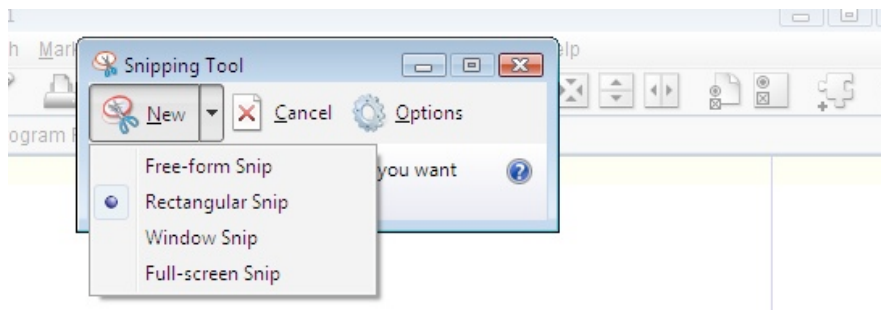 Snipping Tool
New Cancel Options
Free-form Snip
you want
Rectangular Snip
Window Snip
Full-screen Snip